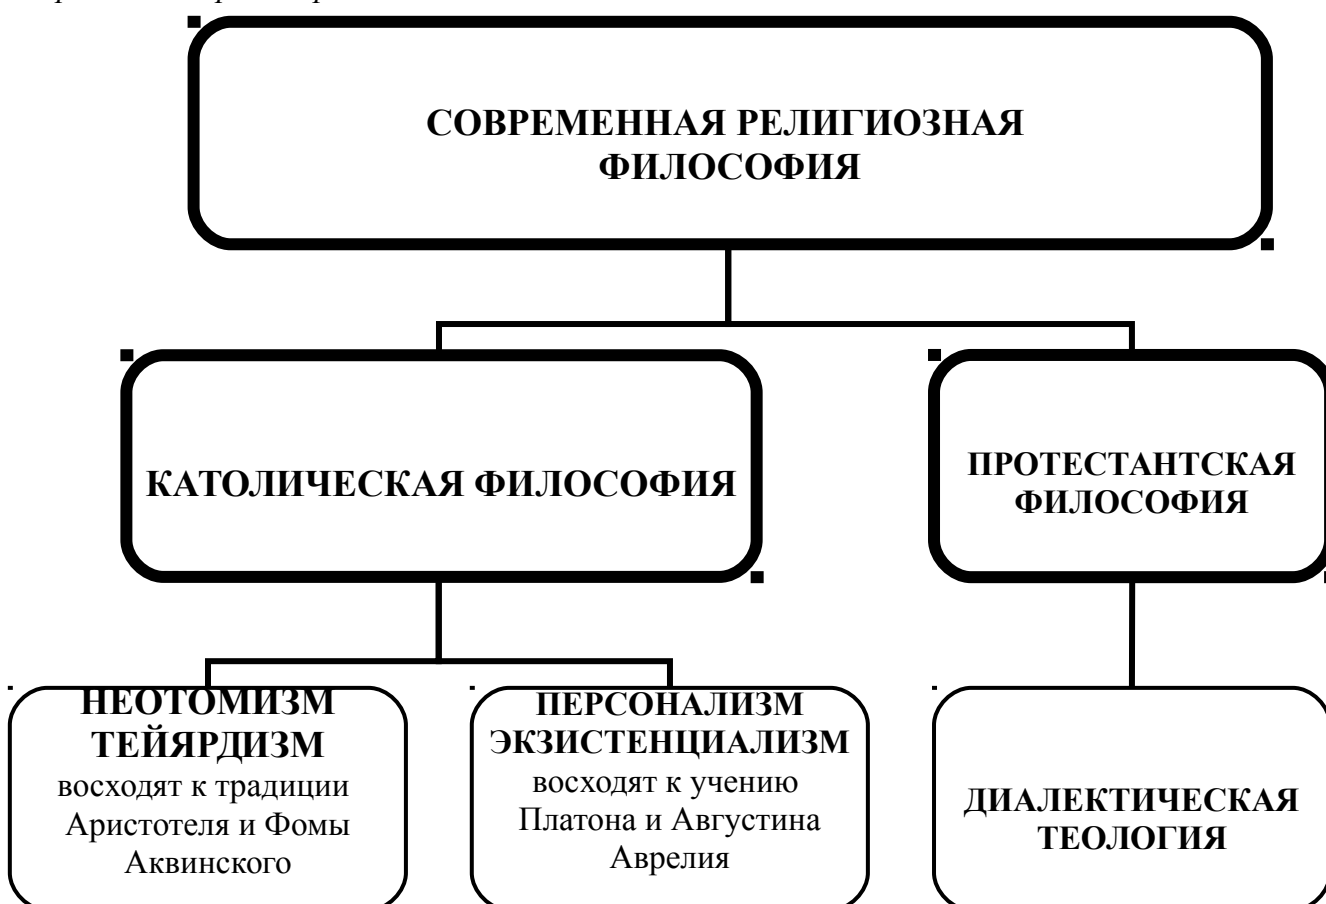 СОВРЕМЕННАЯ РЕЛИГИОЗНАЯ
ФИЛОСОФИЯ
КАТОЛИЧЕСКАЯ ФИЛОСОФИЯ
ПРОТЕСТАНТСКАЯ
ФИЛОСОФИЯ
НЕОТОМИЗМ
ТЕЙЯРДИЗМ
восходят к традиции
Аристотеля и Фомы
Аквинского
ПЕРСОНАЛИЗМ
ЭКЗИСТЕНЦИАЛИЗМ
восходят к учению
Платона и Августина
Аврелия
ДИАЛЕКТИЧЕСКАЯ
ТЕОЛОГИЯ